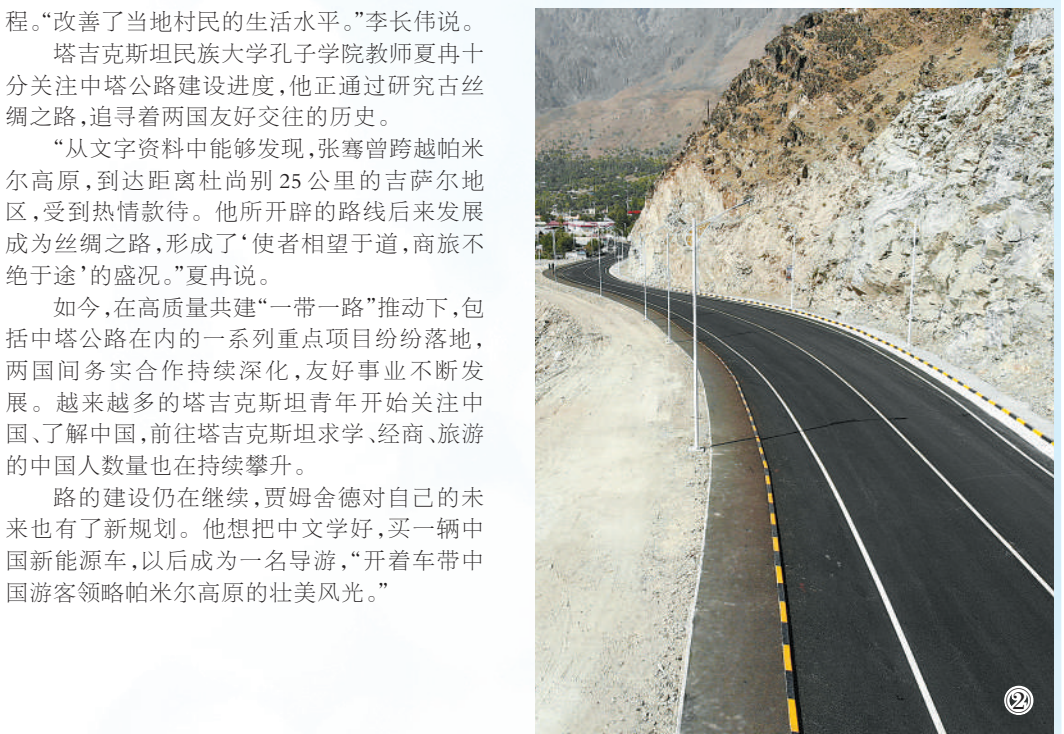 程。“改善了当地村民的生活水平。”李长伟说。
塔吉克斯坦民族大学孔子学院教师夏冉十
分关注中塔公路建设进度,他正通过研究古丝
绸之路,追寻着两国友好交往的历史。
“从文字资料中能够发现,张骞曾跨越帕米
尔高原,到达距离杜尚别25公里的吉萨尔地
区,受到热情款待。他所开辟的路线后来发展
成为丝绸之路,形成了‘使者相望于道,商旅不
绝于途’的盛况。”夏冉说。
如今,在高质量共建“一带一路”推动下,包
括中塔公路在内的一系列重点项目纷纷落地,
两国间务实合作持续深化,友好事业不断发
展。越来越多的塔吉克斯坦青年开始关注中
国、了解中国,前往塔吉克斯坦求学、经商、旅游
的中国人数量也在持续攀升。
路的建设仍在继续,贾姆舍德对自己的未
来也有了新规划。他想把中文学好,买一辆中
国新能源车,以后成为一名导游,“开着车带中
国游客领略帕米尔高原的壮美风光。”
②